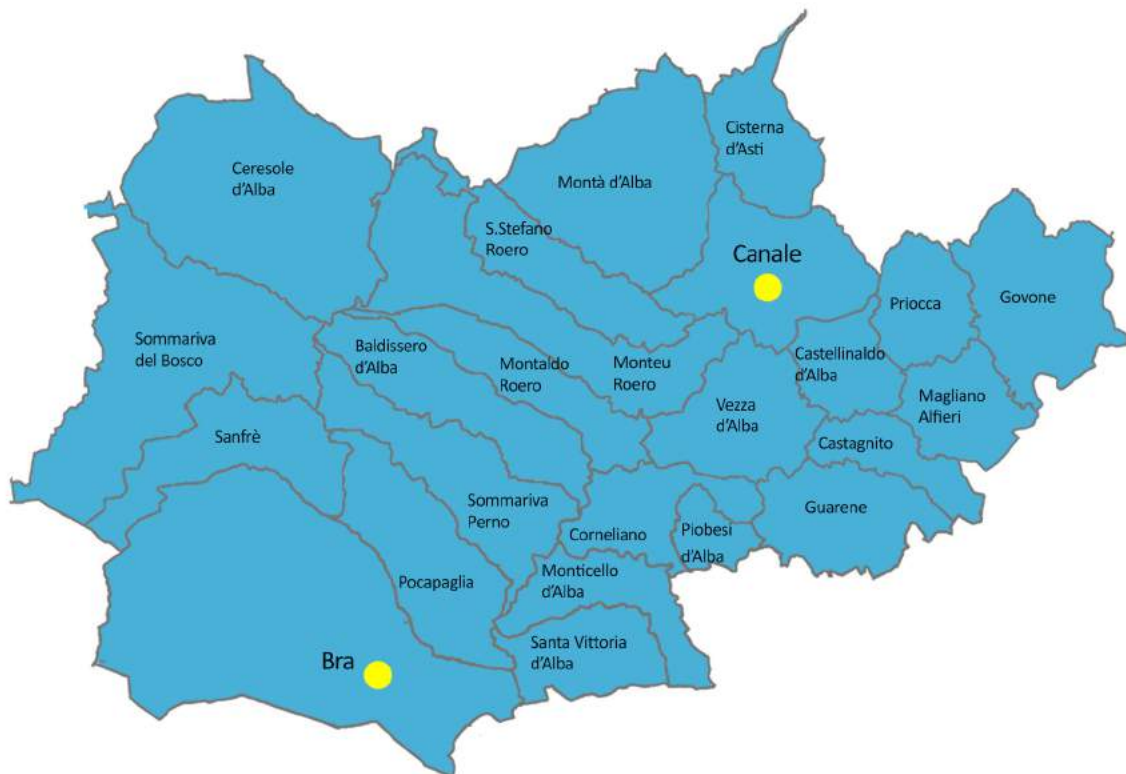 Cisterna
d'Asti
Ceresole
d'Alba
Montà d'Alba
S.Stefano
Roero
Canale
Priocca
Govone
Sommariva
del Bosco
Baldissero
d'Alba
Montaldo
Roero
Monteu
Roero
Castellinaldo
d'Alba
Magliano
Alfieri
Vezza
d'Alba
Sanfrè
Castagnito
Sommariva
Perno
Guarene
Corneliano
Piobesi
d'Alba
Pocapaglia
Monticello
d'Alba
Santa Vittoria
d'Alba
Bra